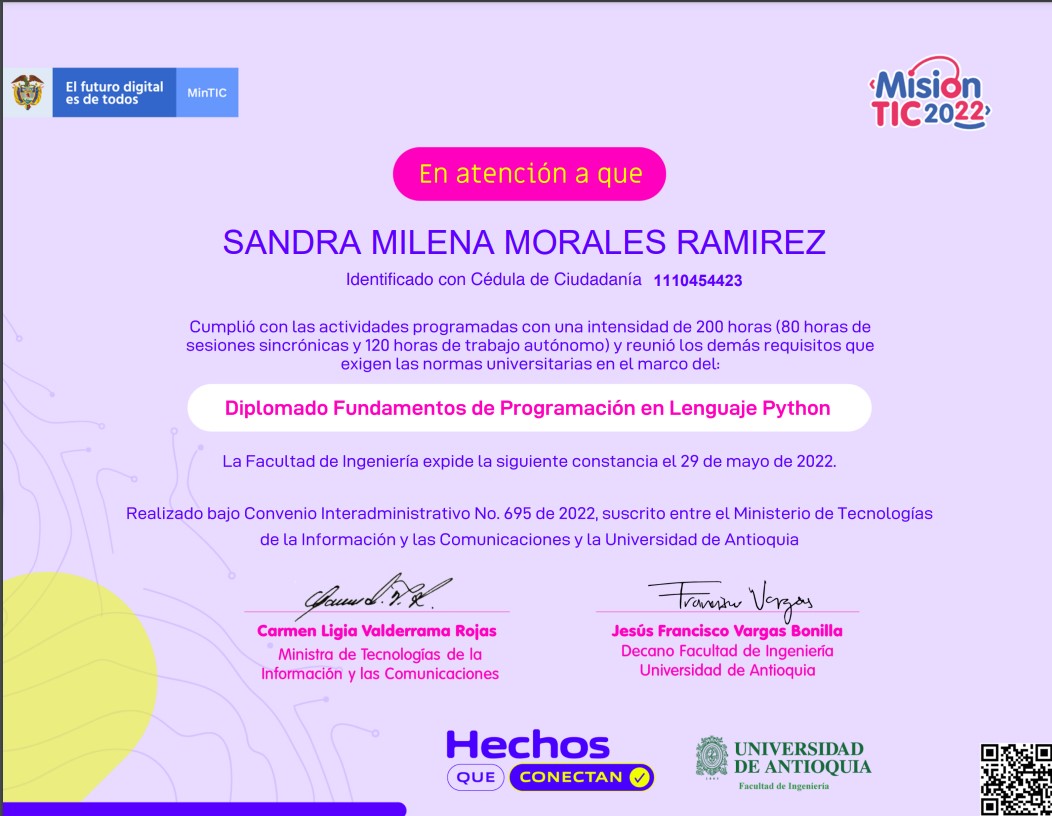 El futuro digital
es de todos
MinTIC
Misión
TIC 2022
En atención a que
SANDRA MILENA MORALES RAMIREZ
Identificado con Cédula de Ciudadanía 1110454423
Cumplió con las actividades programadas con una intensidad de 200 horas (80 horas de
sesiones sincrónicas y 120 horas de trabajo autónomo) y reunió los demás requisitos que
exigen las normas universitarias en el marco del:
Diplomado Fundamentos de Programación en Lenguaje Python
La Facultad de Ingeniería expide la siguiente constancia el 29 de mayo de 2022.
Realizado bajo Convenio Interadministrativo No. 695 de 2022, suscrito entre el Ministerio de Tecnologías
de la Información y las Comunicaciones y la Universidad de Antioquia
Francisco Vargas
Carmen Ligia Valderrama Rojas
Ministra de Tecnologías de la
Información y las Comunicaciones
Jesús Francisco Vargas Bonilla
Decano Facultad de Ingeniería
Universidad de Antioquia
Hechos
QUE CONECTAN
UNIVERSIDAD
DE ANTIOQUIA
Facultad de Ingeniería